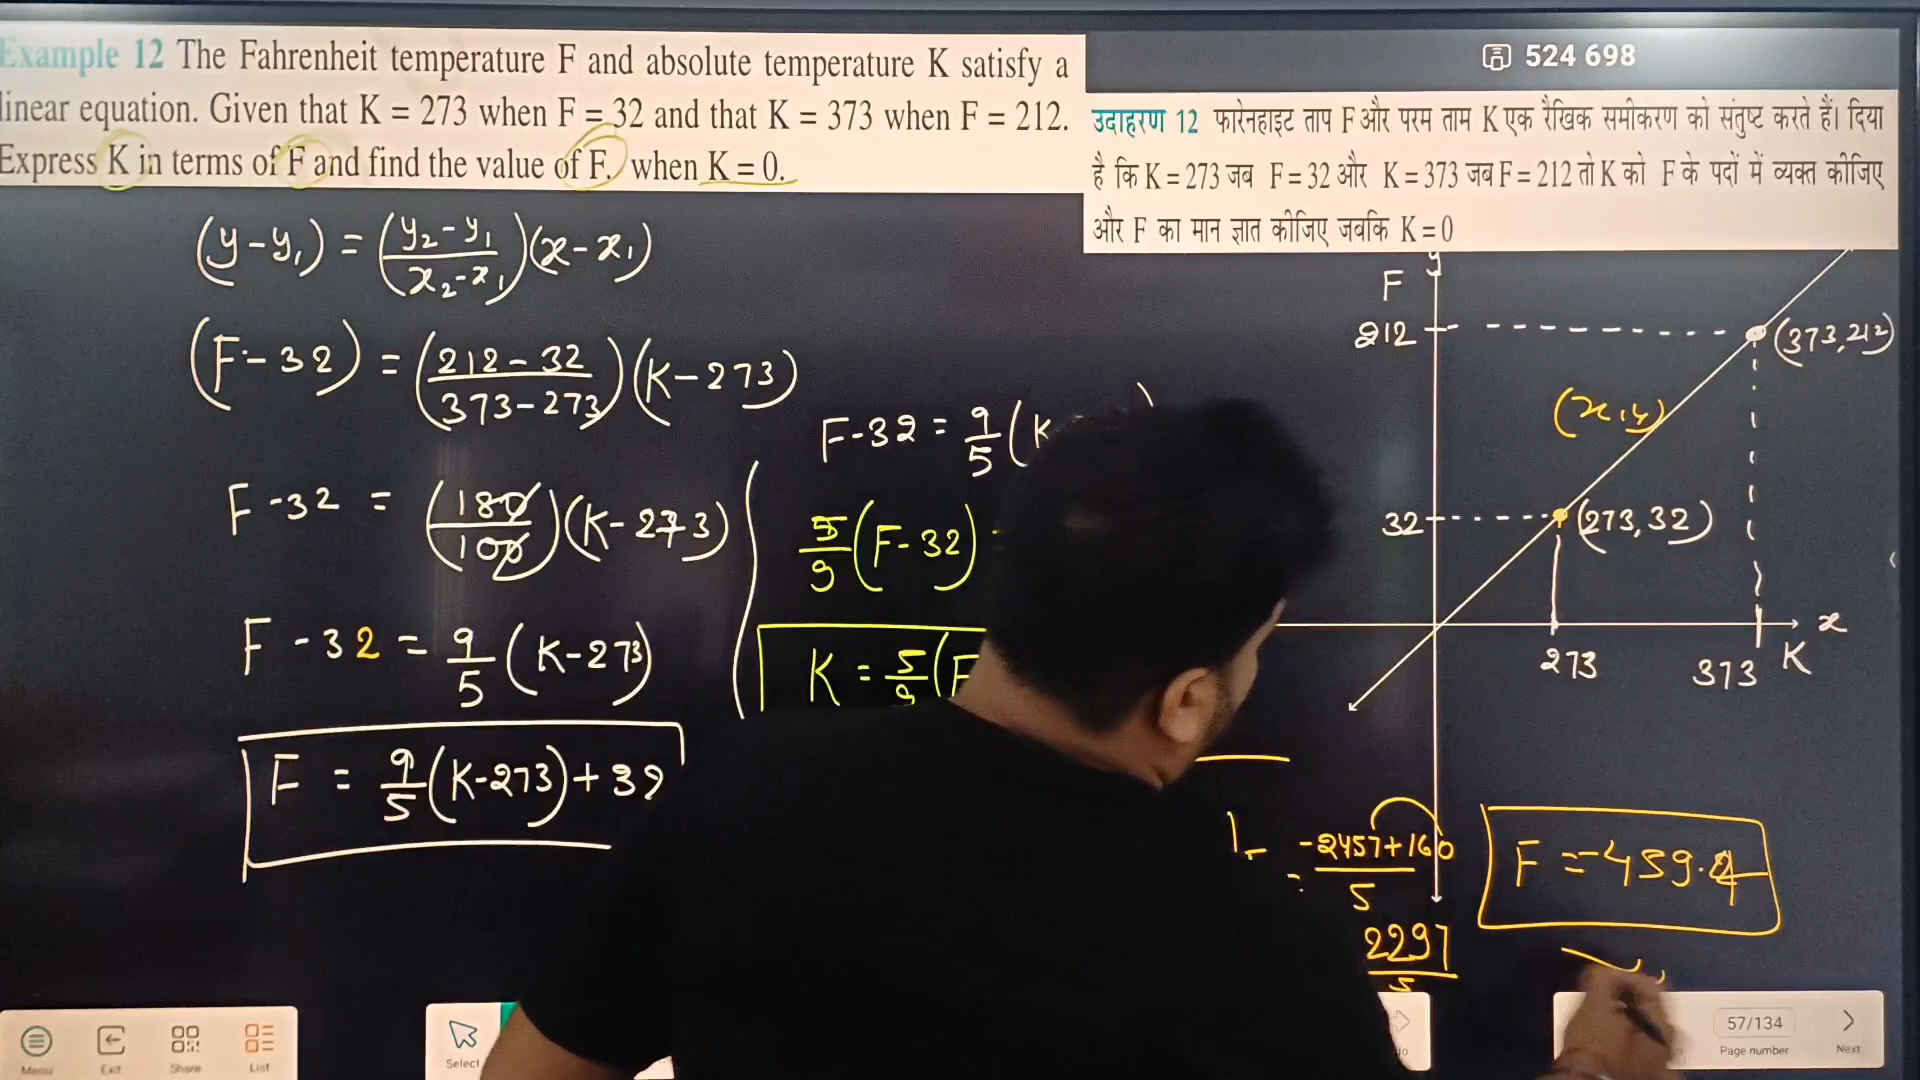 Example 12 The Fahrenheit temperature F and absolute temperature K satisfy a
linear equation. Given that K = 273 when F = 32 and that K = 373 when F = 212.
Express K in terms of F and find the value of F, when K = 0.
524 698
उदाहरण 12 फारेनहाइट ताप F और परम ताम K एक रैखिक समीकरण को संतुष्ट करते हैं। दिया
है कि K = 273 जब F = 32 और K = 373 जब F = 212 तो K को F के पदों में व्यक्त कीजिए
और F का मान ज्ञात कीजिए जबकि K = 0
(y-y₁) = (y₂-y₁/x₂-x₁)(x-x₁)
(F-32) = (212-32/373-273)(K-273)
F-32 = (180/100)(K-273)
F-32 = 9/5 (K-273)
F = 9/5 (K-273)+32
F-32 = 9/5 (K
5/9 (F-32)
K = 5/9 (F
y
F
212
(373,212)
(x,y)
32
(273,32)
x
273
373
K
= -2457+160/5
2297/5
F = -459.4
Menu
Exit
Share
List
Select
57/134
Page number
Next